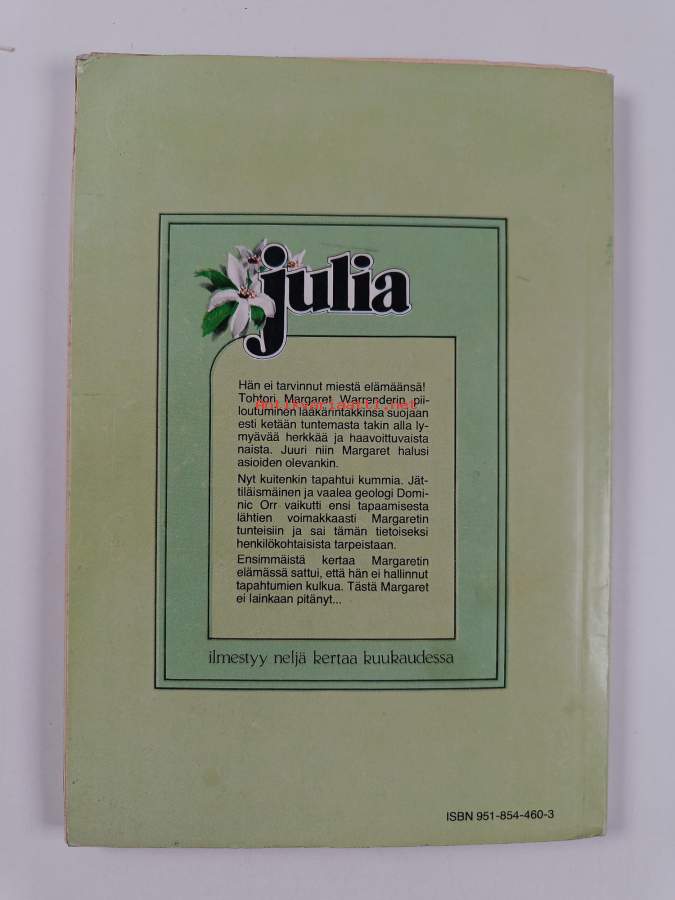 julia
Hän ei tarvinnut miestä elämäänsä!
Tohtori Margaret Warrenderin pii-
antikvariaatti.net
loutuminen lääkärintakkinsa suojaan
esti ketään tuntemasta takin alla ly-
myävää herkkää ja haavoittuvaista
naista. Juuri niin Margaret halusi
asioiden olevankin.
Nyt kuitenkin tapahtui kummia. Jät-
tiläismäinen ja vaalea geologi Domi-
nic Orr vaikutti ensi tapaamisesta
lähtien voimakkaasti Margaretin
tunteisiin ja sai tämän tietoiseksi
henkilökohtaisista tarpeistaan.
Ensimmäistä kertaa Margaretin
elämässä sattui, että hän ei hallinnut
tapahtumien kulkua. Tästä Margaret
ei lainkaan pitänyt...
ilmestyy neljä kertaa kuukaudessa
ISBN 951-854-460-3